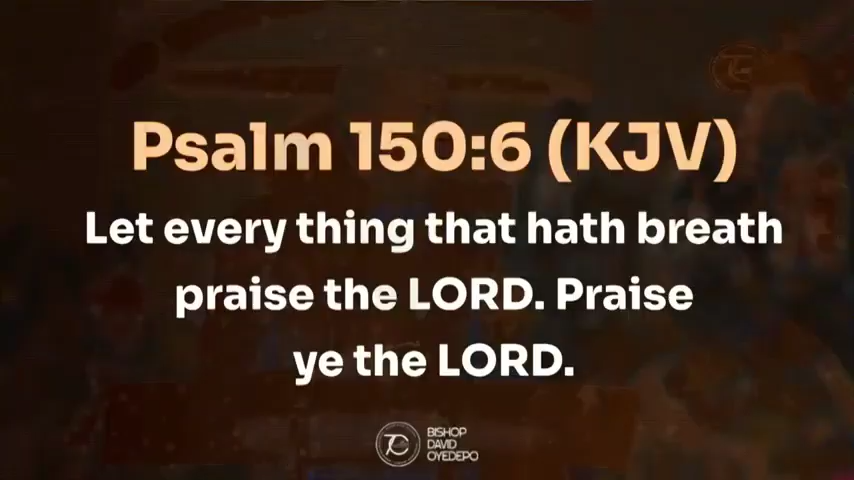 Psalm 150:6 (KJV)
Let every thing that hath breath
praise the LORD. Praise
ye the LORD.
BISHOP
DAVID
OYEDEPO